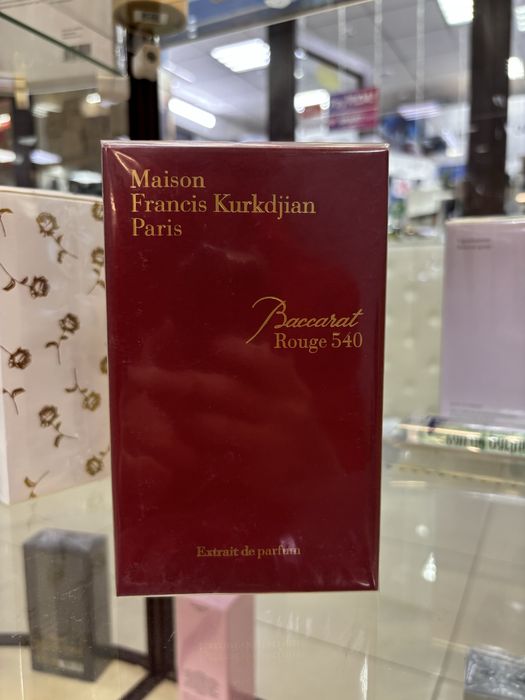 Maison
Francis Kurkdjian
Paris
Baccarat
Rouge 540
Extrait de parfum